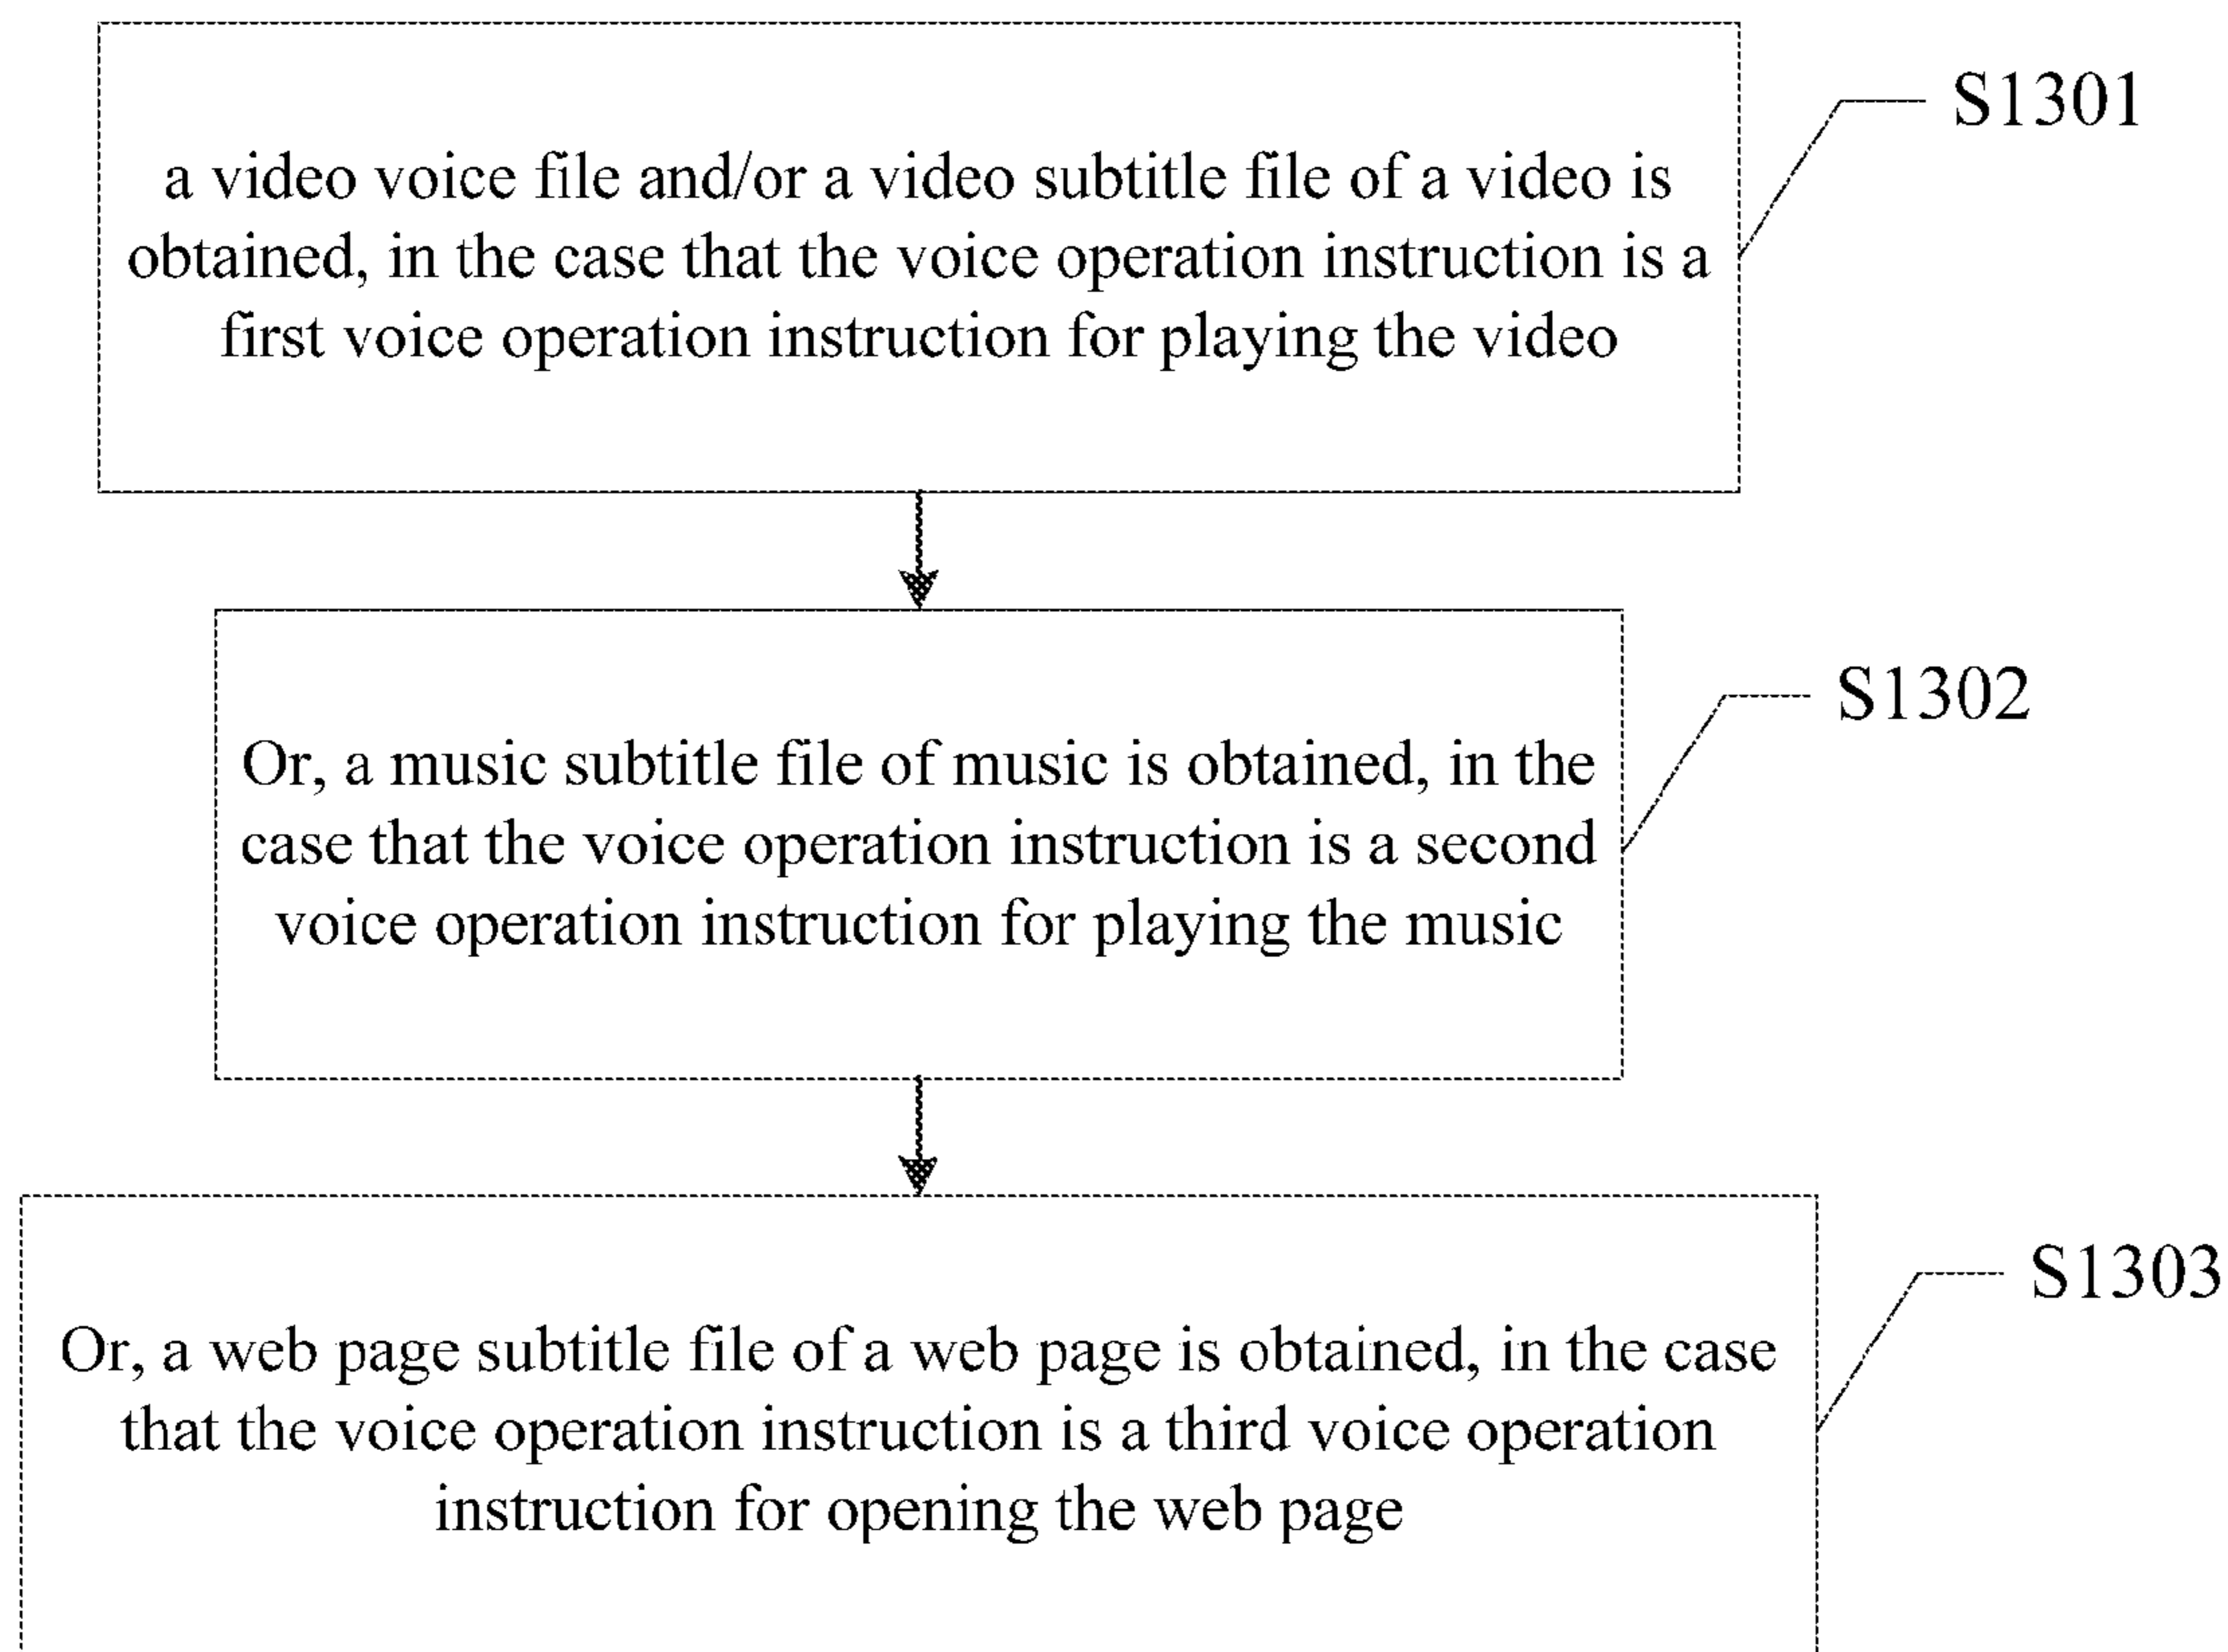 S1301
a video voice file and/or a video subtitle file of a video is
obtained, in the case that the voice operation instruction is a
first voice operation instruction for playing the video
S1302
Or, a music subtitle file of music is obtained, in the
case that the voice operation instruction is a second
voice operation instruction for playing the music
S1303
Or, a web page subtitle file of a web page is obtained, in the case
that the voice operation instruction is a third voice operation
instruction for opening the web page